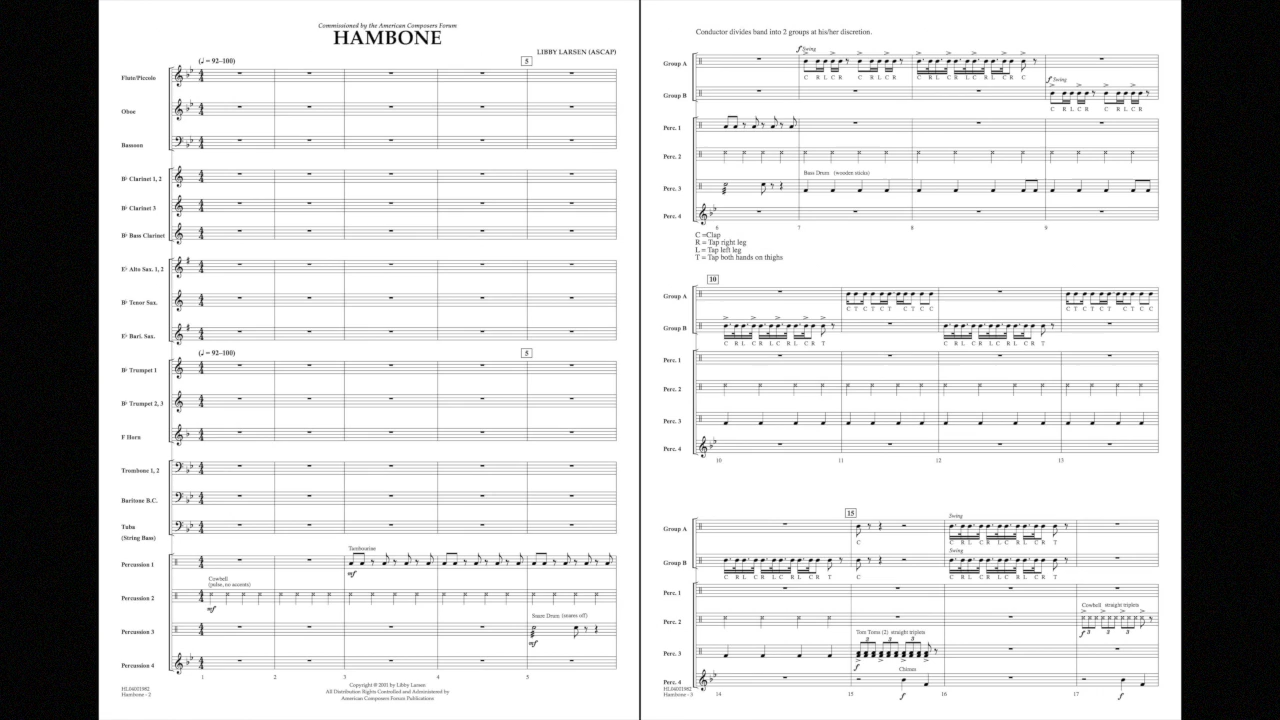 Commissioned by the American Composers Forum
HAMBONE
LIBBY LARSEN (ASCAP)
(♩ = 92–100)
5
Flute/Piccolo
Oboe
Bassoon
B♭ Clarinet 1, 2
B♭ Clarinet 3
B♭ Bass Clarinet
E♭ Alto Sax. 1, 2
B♭ Tenor Sax.
E♭ Bari. Sax.
(♩ = 92–100)
5
B♭ Trumpet 1
B♭ Trumpet 2, 3
F Horn
Trombone 1, 2
Baritone B.C.
Tuba
(String Bass)
Tambourine
Percussion 1
mf
Cowbell
(pulse, no accents)
Percussion 2
mf
Snare Drum (snares off)
Percussion 3
mf
Percussion 4
1 2 3 4 5
HL04001982
Hambone - 2
Copyright © 2001 by Libby Larsen
All Distribution Rights Controlled and Administered by
American Composers Forum Publications
Conductor divides band into 2 groups at his/her discretion.
f Swing
Group A
C R L C R C R L C R C R L C R L C R L C R C
f Swing
Group B
C R L C R C R L C R
Perc. 1
Perc. 2
Bass Drum (wooden sticks)
Perc. 3
Perc. 4
6 7 8 9
C =Clap
R = Tap right leg
L = Tap left leg
T = Tap both hands on thighs
10
Group A
C T C T C T C T C C C T C T C T C T C C
Group B
C R L C R L C R L C R T C R L C R L C R L C R T
Perc. 1
Perc. 2
Perc. 3
Perc. 4
10 11 12 13
15
Swing
Group A
C C R L C R L C R L C R T
Swing
Group B
C R L C R L C R L C R T C C R L C R L C R L C R T
Perc. 1
Cowbell straight triplets
Perc. 2
f 3 3 3
Tom Toms (2) straight triplets
3 3 3 3
Perc. 3
f
Chimes
Perc. 4
f f
HL04001982
Hambone - 3
14 15 16 17